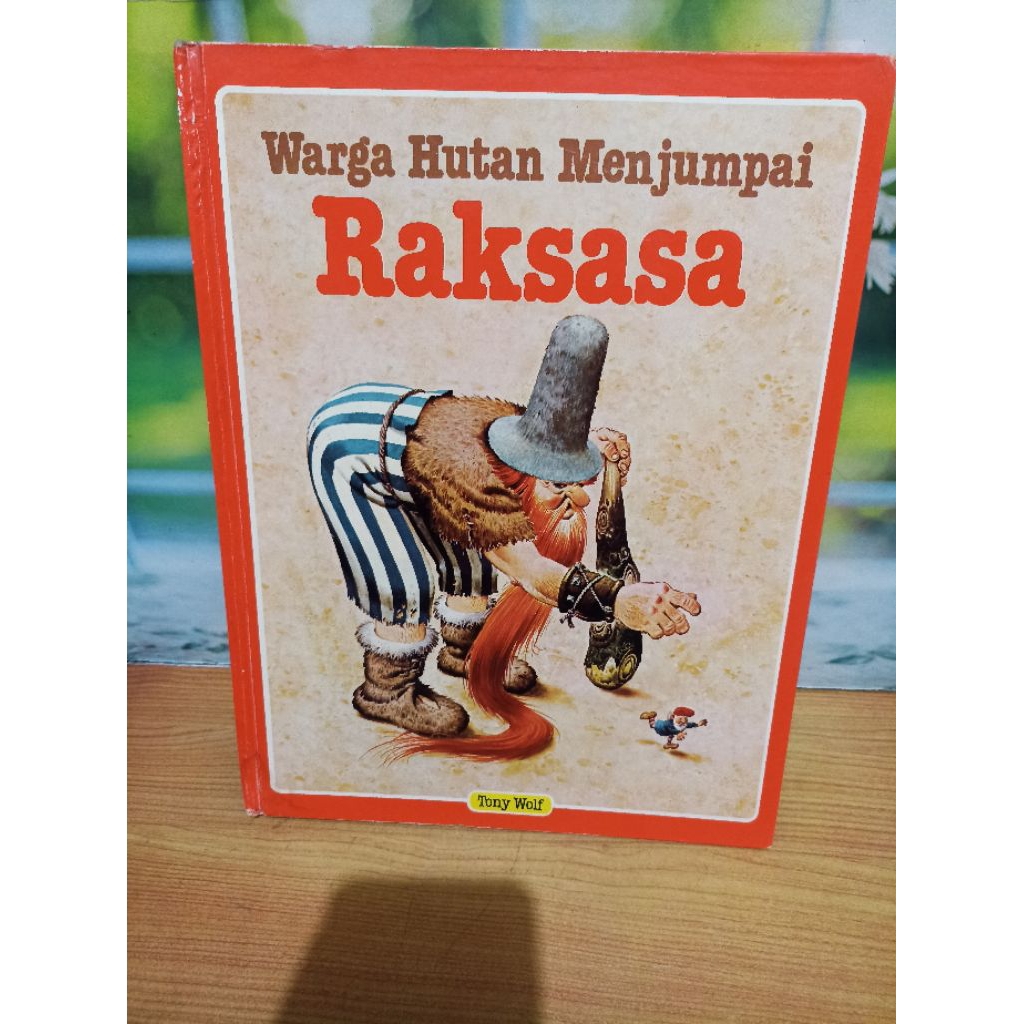 Warga Hutan Menjumpai
Raksasa
Tony Wolf